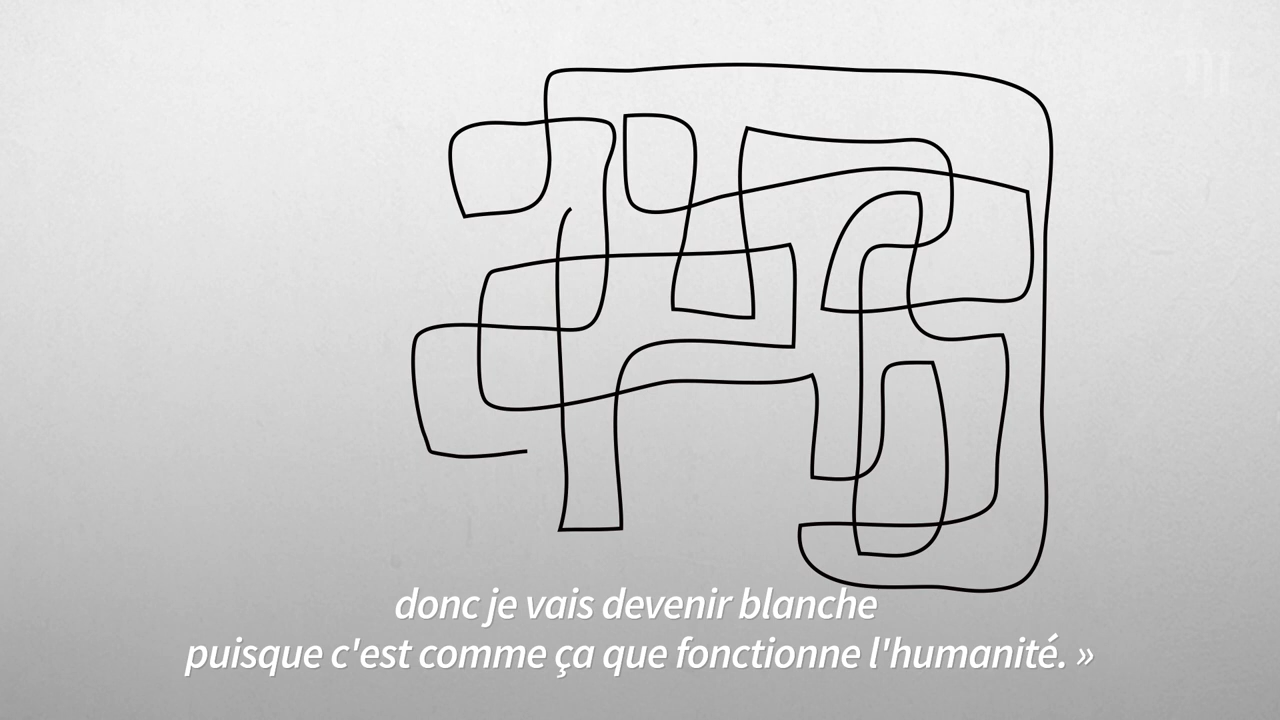 donc je vais devenir blanche
puisque c'est comme ça que fonctionne l'humanité. »